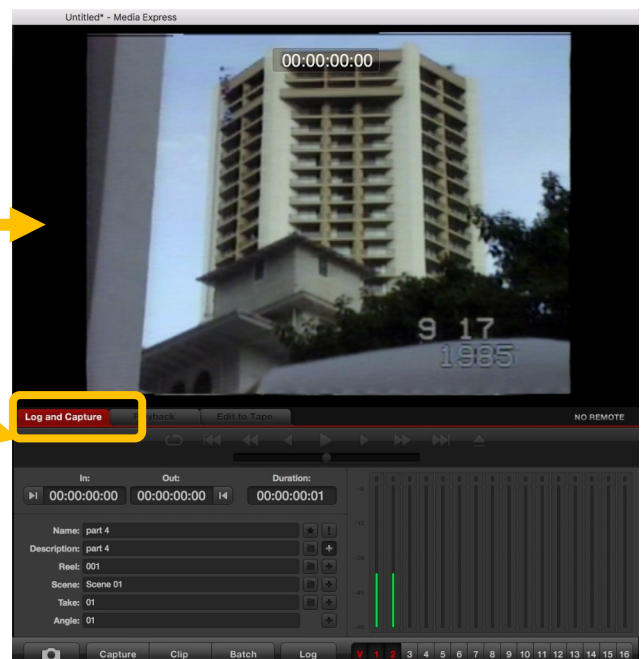 Untitled* - Media Express
00:00:00:00
9 17
1985
Log and Capture Playback Edit to Tape NO REMOTE
In: Out: Duration:
00:00:00:00 00:00:00:00 00:00:00:01
Name: part 4
Description: part 4
Reel: 001
Scene: Scene 01
Take: 01
Angle: 01
Capture Clip Batch Log V 1 2 3 4 5 6 7 8 9 10 11 12 13 14 15 16